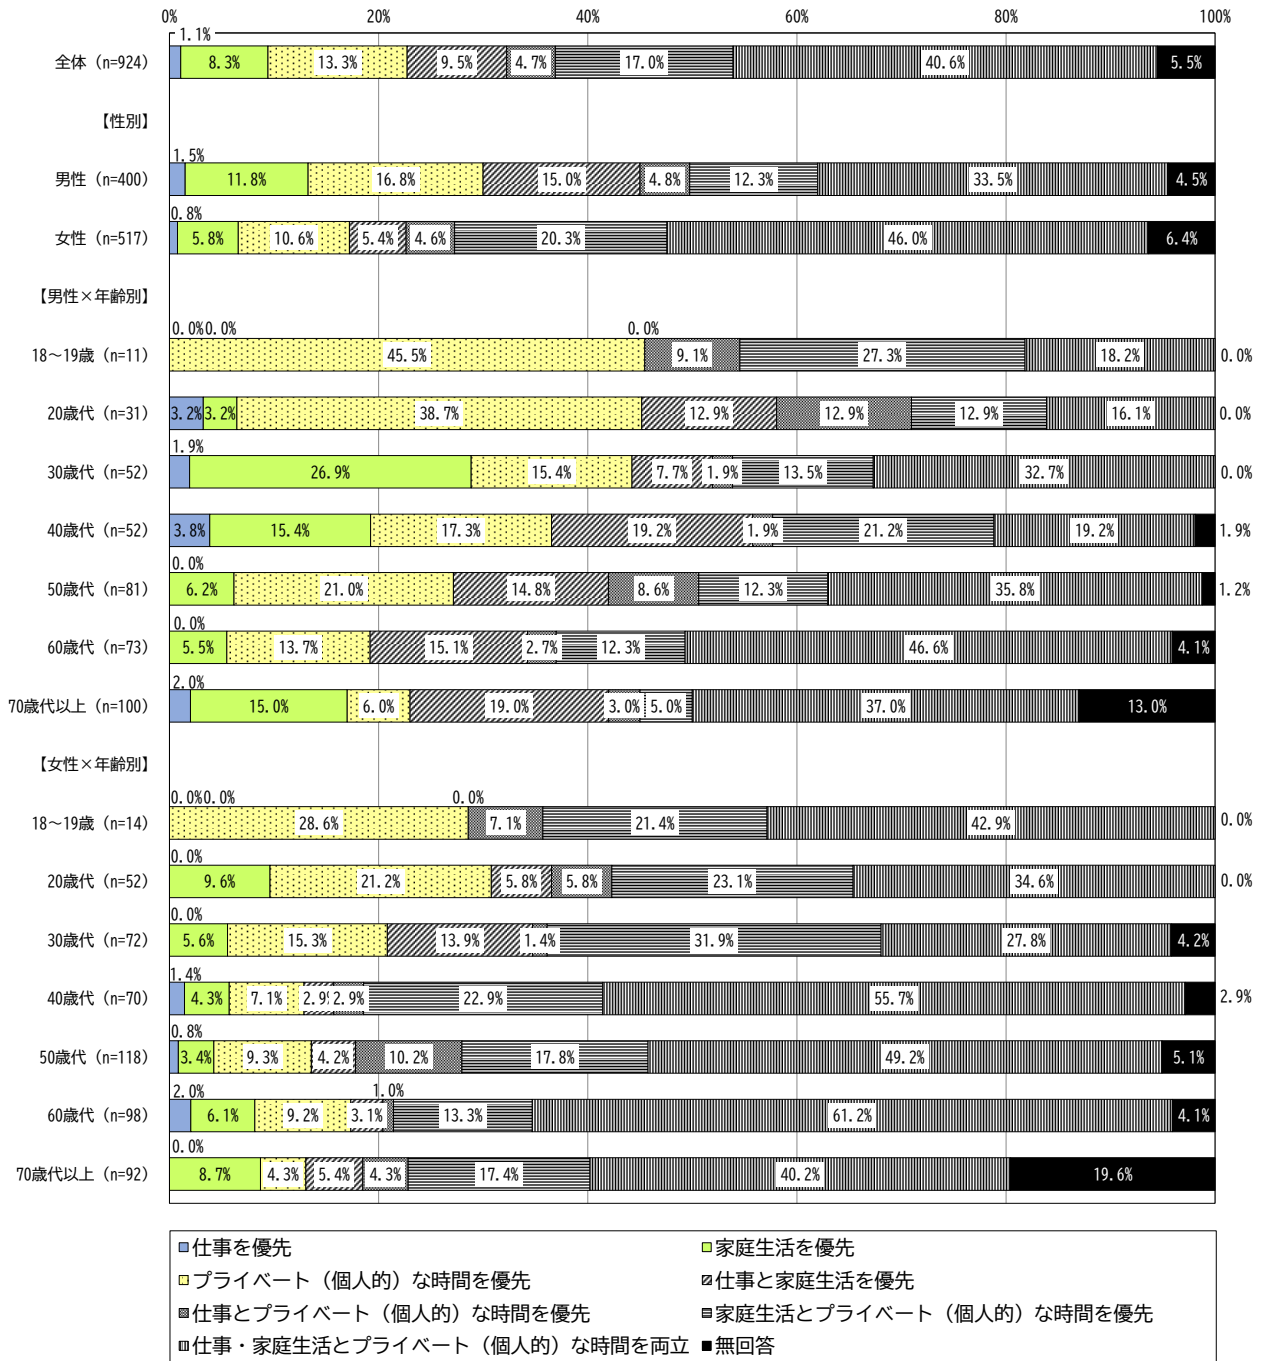 0% 20% 40% 60% 80% 100%
1.1%
全体（n=924） 8.3% 13.3% 9.5% 4.7% 17.0% 40.6% 5.5%
【性別】
1.5%
男性（n=400） 11.8% 16.8% 15.0% 4.8% 12.3% 33.5% 4.5%
0.8%
女性（n=517） 5.8% 10.6% 5.4% 4.6% 20.3% 46.0% 6.4%
【男性×年齢別】
0.0% 0.0% 0.0%
18～19歳（n=11） 45.5% 9.1% 27.3% 18.2% 0.0%
20歳代（n=31） 3.2% 3.2% 38.7% 12.9% 12.9% 12.9% 16.1% 0.0%
1.9%
30歳代（n=52） 26.9% 15.4% 7.7% 1.9% 13.5% 32.7% 0.0%
40歳代（n=52） 3.8% 15.4% 17.3% 19.2% 1.9% 21.2% 19.2% 1.9%
0.0%
50歳代（n=81） 6.2% 21.0% 14.8% 8.6% 12.3% 35.8% 1.2%
0.0%
60歳代（n=73） 5.5% 13.7% 15.1% 2.7% 12.3% 46.6% 4.1%
2.0%
70歳代以上（n=100） 15.0% 6.0% 19.0% 3.0% 5.0% 37.0% 13.0%
【女性×年齢別】
0.0% 0.0% 0.0%
18～19歳（n=14） 28.6% 7.1% 21.4% 42.9% 0.0%
0.0%
20歳代（n=52） 9.6% 21.2% 5.8% 5.8% 23.1% 34.6% 0.0%
0.0%
30歳代（n=72） 5.6% 15.3% 13.9% 1.4% 31.9% 27.8% 4.2%
1.4%
40歳代（n=70） 4.3% 7.1% 2.9% 2.9% 22.9% 55.7% 2.9%
0.8%
50歳代（n=118） 3.4% 9.3% 4.2% 10.2% 17.8% 49.2% 5.1%
2.0% 1.0%
60歳代（n=98） 6.1% 9.2% 3.1% 13.3% 61.2% 4.1%
0.0%
70歳代以上（n=92） 8.7% 4.3% 5.4% 4.3% 17.4% 40.2% 19.6%
仕事を優先 家庭生活を優先
プライベート（個人的）な時間を優先 仕事と家庭生活を優先
仕事とプライベート（個人的）な時間を優先 家庭生活とプライベート（個人的）な時間を優先
仕事・家庭生活とプライベート（個人的）な時間を両立 無回答